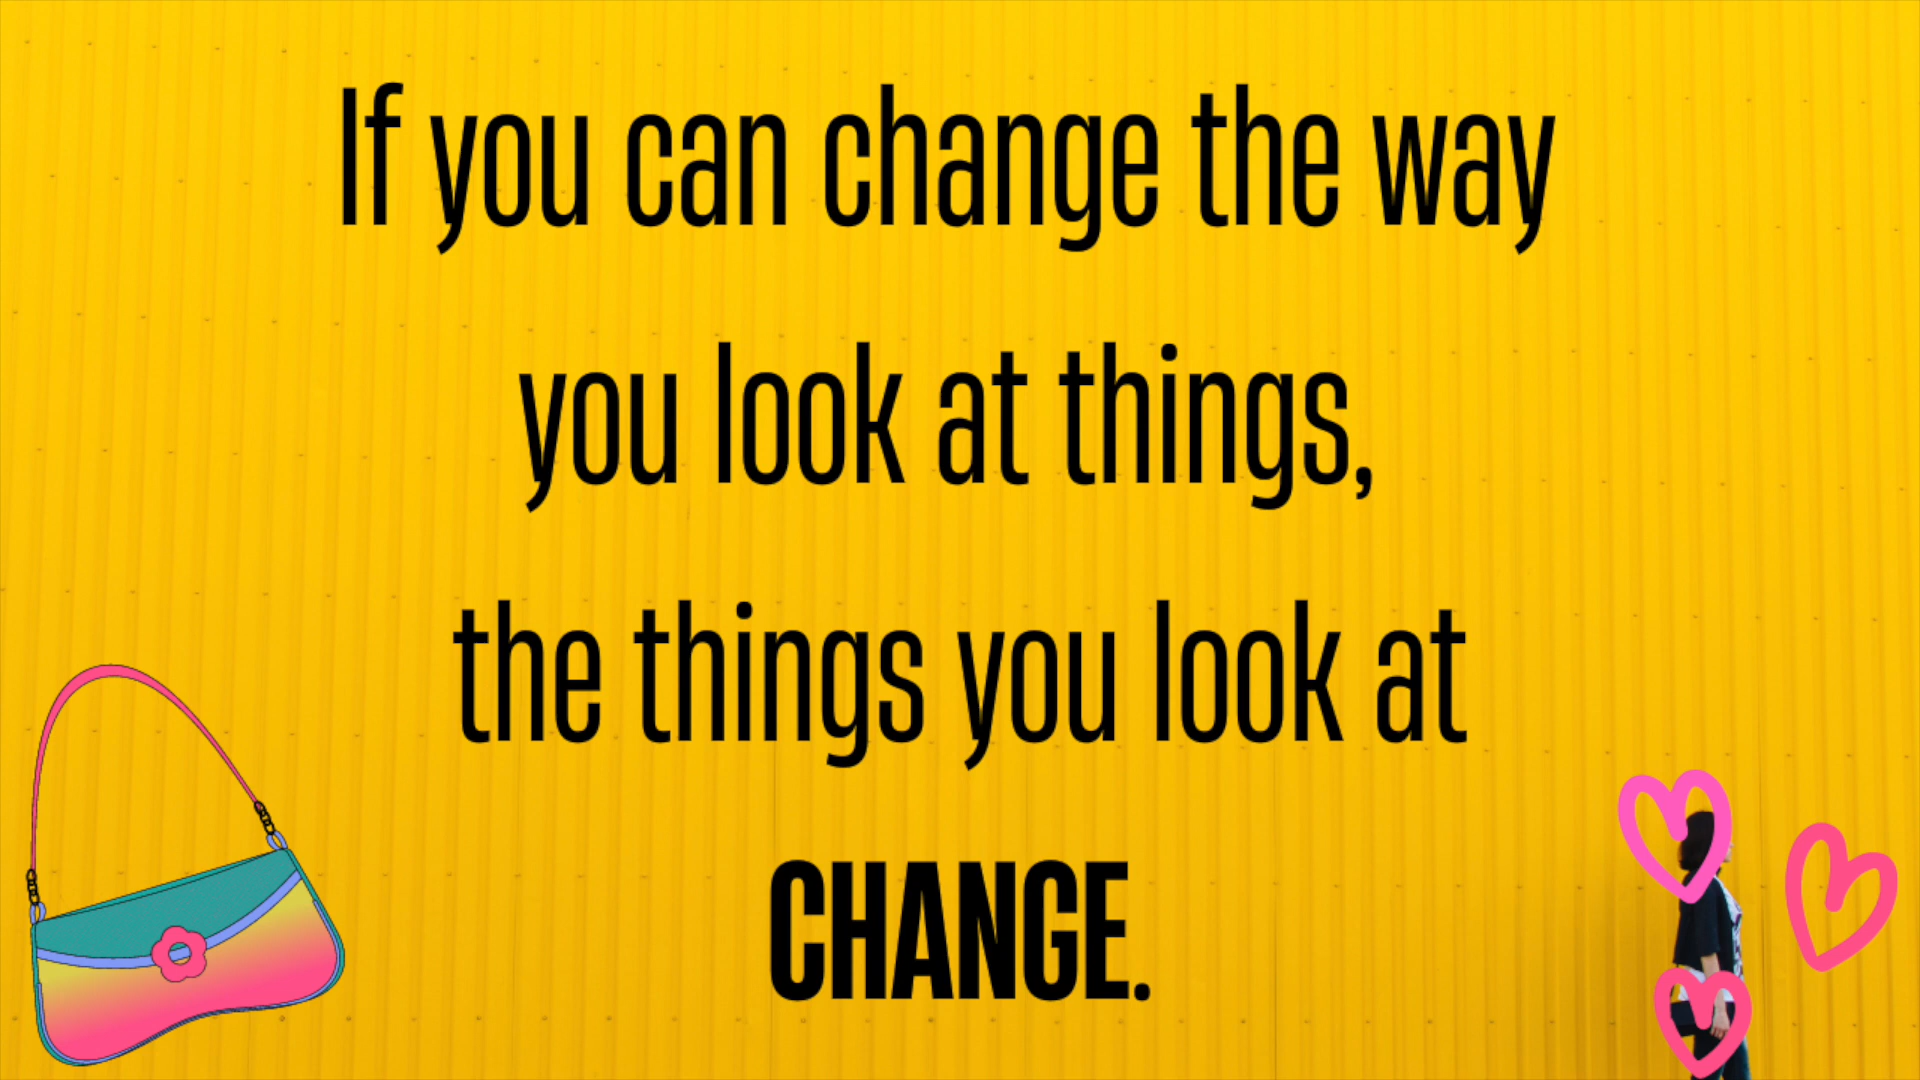 If you can change the way
you look at things,
the things you look at
CHANGE.